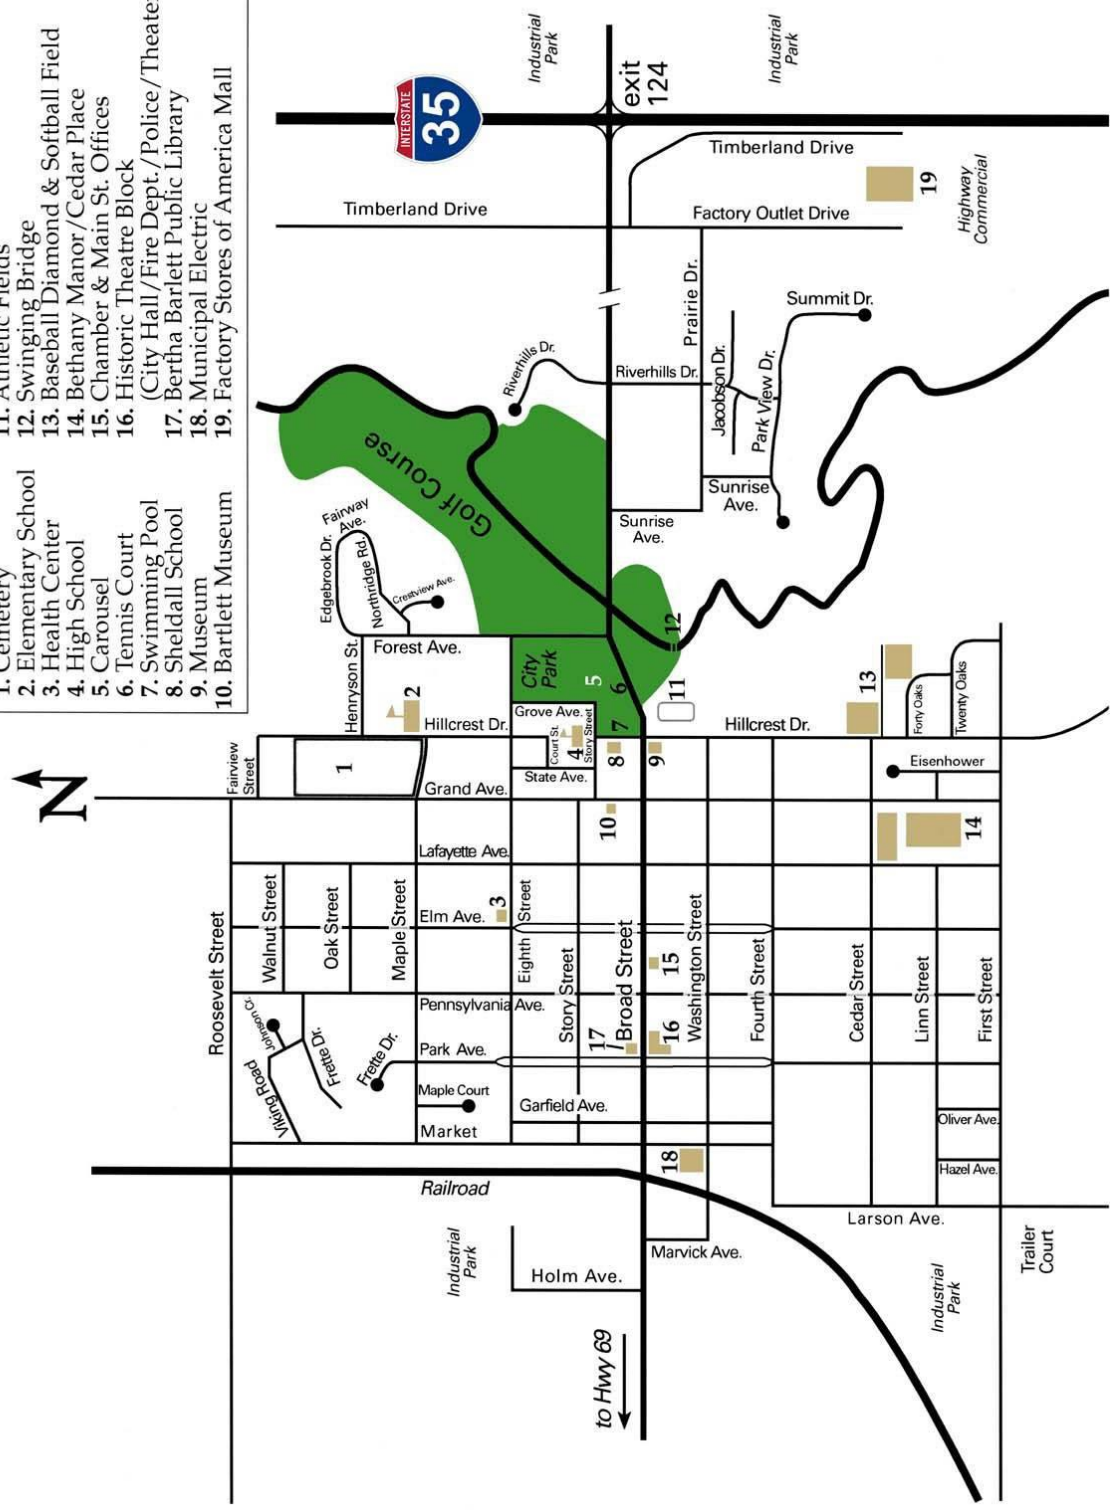 1. Cemetery
2. Elementary School
3. Health Center
4. High School
5. Carousel
6. Tennis Court
7. Swimming Pool
8. Sheldall School
9. Museum
10. Bartlett Museum
11. Athletic Fields
12. Swinging Bridge
13. Baseball Diamond & Softball Field
14. Bethany Manor/Cedar Place
15. Chamber & Main St. Offices
16. Historic Theatre Block
(City Hall/Fire Dept./Police/Theater
17. Bertha Barlett Public Library
18. Municipal Electric
19. Factory Stores of America Mall
N
INTERSTATE
35
exit
124
Industrial
Park
Industrial
Park
Timberland Drive
Timberland Drive
Factory Outlet Drive
19
Highway
Commercial
Prairie Dr.
Summit Dr.
Riverhills Dr.
Riverhills Dr.
Jacobson Dr.
Park View Dr.
Sunrise
Ave.
Sunrise
Ave.
Golf Course
Fairway
Ave.
Edgebrook Dr.
Northridge Rd.
Crestview Ave.
Henryson St.
Forest Ave.
City
Park
5
6
7
12
11
2
Hillcrest Dr.
Grove Ave.
Court St.
4
Story Street
8
9
Hillcrest Dr.
13
Forty Oaks
Twenty Oaks
Fairview
Street
1
Grand Ave.
State Ave.
Eisenhower
10
14
Lafayette Ave.
Roosevelt Street
Walnut Street
Oak Street
Maple Street
Elm Ave.
3
Eighth Street
Story Street
Broad Street
15
Washington Street
Fourth Street
Cedar Street
Linn Street
First Street
Pennsylvania Ave.
17
16
Johnson Cr.
Viking Road
Frette Dr.
Frette Dr.
Park Ave.
Maple Court
Garfield Ave.
Market
Oliver Ave.
Hazel Ave.
18
Railroad
Larson Ave.
Marvick Ave.
Trailer
Court
Industrial
Park
Holm Ave.
Industrial
Park
to Hwy 69